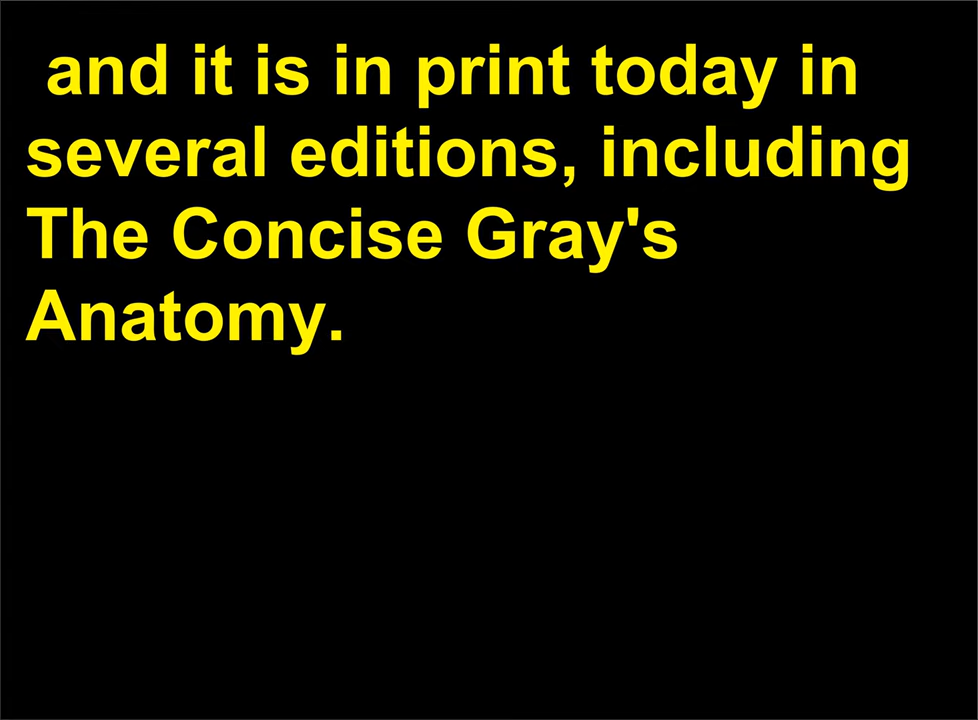 and it is in print today in
several editions, including
The Concise Gray's
Anatomy.